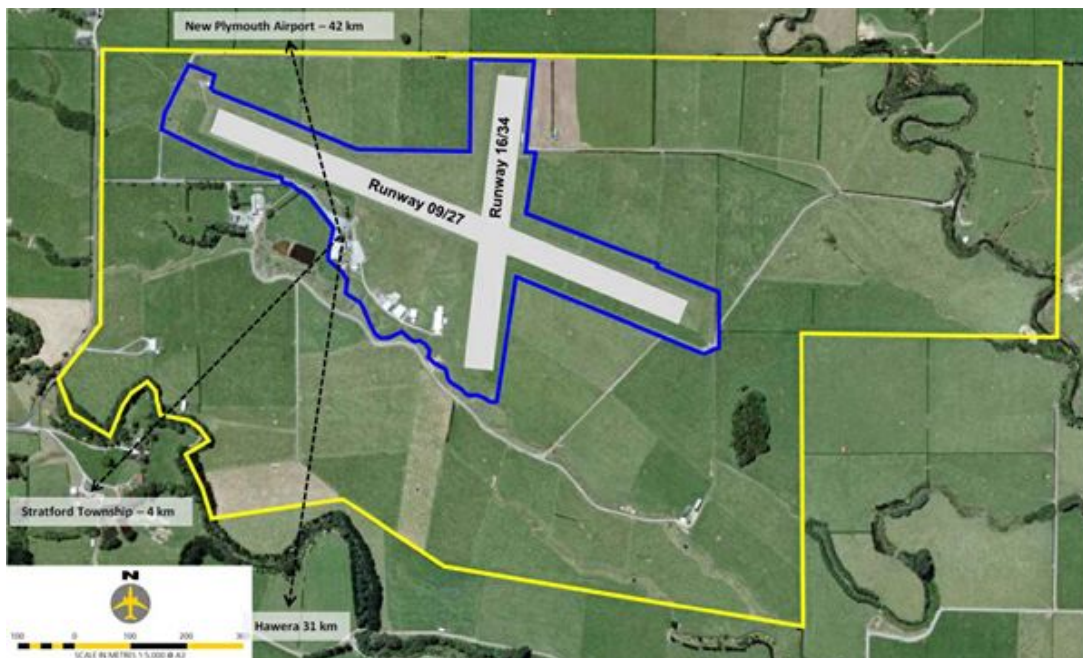 New Plymouth Airport – 42 km
Runway 16/34
Runway 09/27
Stratford Township – 4 km
Hawera 31 km
N
100 0 100 200
SCALE IN METRES 1:5,000 @ A3